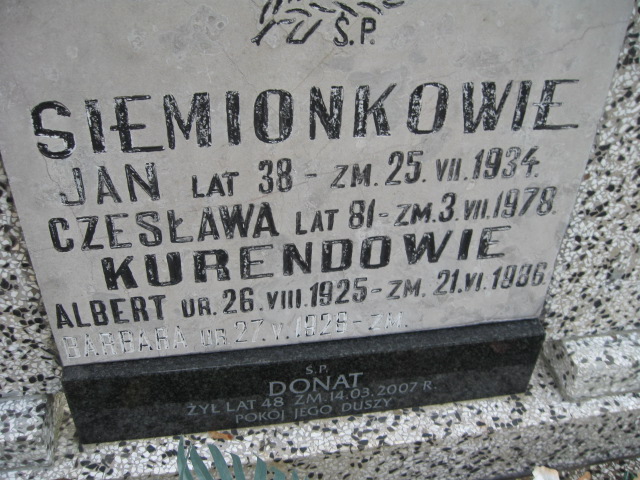 Ś.P.
SIEMIONKOWIE
JAN LAT 38 - ZM. 25. VII. 1934.
CZESŁAWA LAT 81 - ZM. 3. VII. 1978.
KURENDOWIE
ALBERT UR. 26. VIII. 1925 - ZM. 21. VI. 1986.
BARBARA UR. 27. V. 1929 - ZM.
Ś.P.
DONAT
ŻYŁ LAT 48 ZM. 14.03.2007 R.
POKÓJ JEGO DUSZY